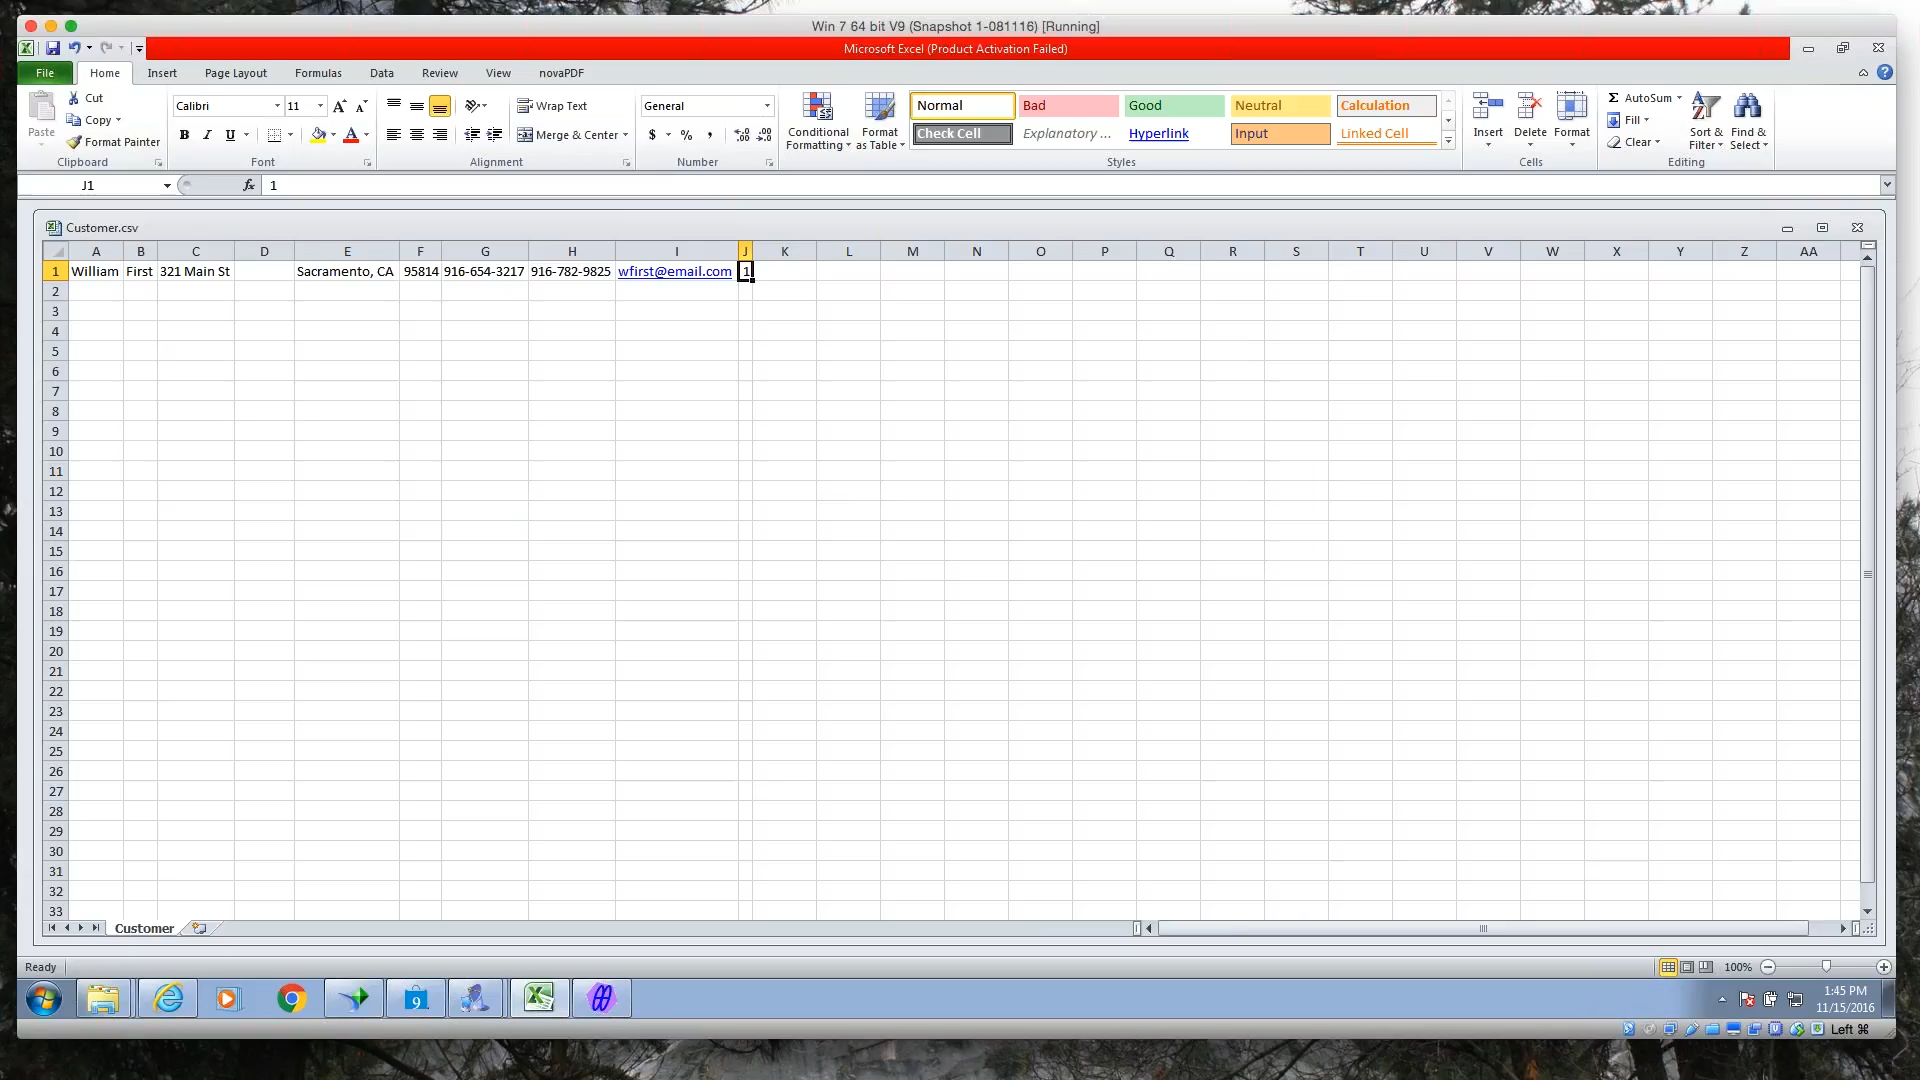 Win 7 64 bit V9 (Snapshot 1-081116) [Running]
Microsoft Excel (Product Activation Failed)
File Home Insert Page Layout Formulas Data Review View novaPDF
Cut
Copy
Format Painter
Paste
Clipboard
Calibri 11
B I U
Font
Wrap Text
Merge & Center
Alignment
General
$ % ,
Number
Conditional Formatting
Format as Table
Normal Bad Good Neutral Calculation
Check Cell Explanatory ... Hyperlink Input Linked Cell
Styles
Insert Delete Format
Cells
Σ AutoSum
Fill
Clear
Sort & Filter
Find & Select
Editing
J1 fx 1
Customer.csv
A B C D E F G H I J K L M N O P Q R S T U V W X Y Z AA
1 William First 321 Main St Sacramento, CA 95814 916-654-3217 916-782-9825 wfirst@email.com 1
2
3
4
5
6
7
8
9
10
11
12
13
14
15
16
17
18
19
20
21
22
23
24
25
26
27
28
29
30
31
32
33
Customer
Ready 100%
9
1:45 PM
11/15/2016
Left ⌘